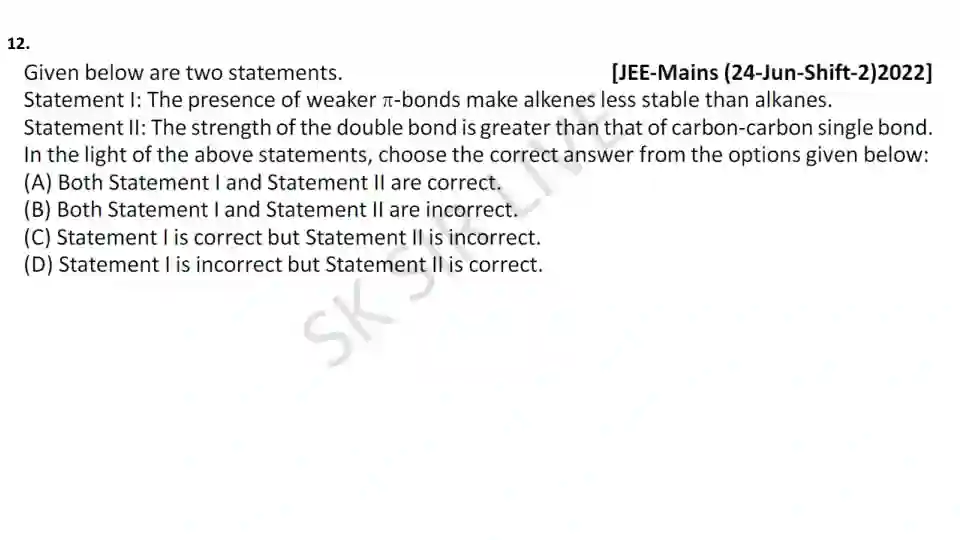 12.
Given below are two statements. [JEE-Mains (24-Jun-Shift-2)2022]
Statement I: The presence of weaker π-bonds make alkenes less stable than alkanes.
Statement II: The strength of the double bond is greater than that of carbon-carbon single bond.
In the light of the above statements, choose the correct answer from the options given below:
(A) Both Statement I and Statement II are correct.
(B) Both Statement I and Statement II are incorrect.
(C) Statement I is correct but Statement II is incorrect.
(D) Statement I is incorrect but Statement II is correct.
SK SIR LIVE